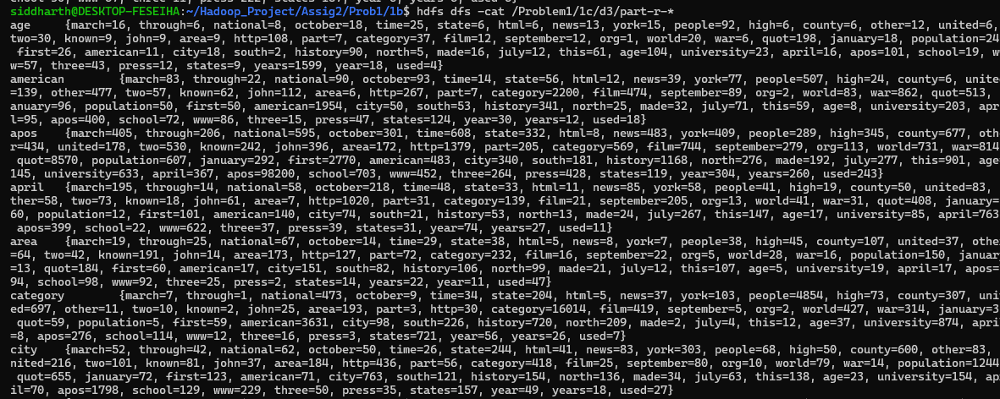 siddharth@DESKTOP-FESEIHA:~/Hadoop_Project/Assig2/Prob1/1b$ hdfs dfs -cat /Problem1/1c/d3/part-r-*
age {march=16, through=6, national=8, october=18, time=25, state=6, html=6, news=13, york=15, people=92, high=6, county=6, other=12, united=6,
two=30, known=9, john=9, area=9, http=108, part=7, category=37, film=12, september=12, org=1, world=20, war=6, quot=198, january=18, population=24
first=26, american=11, city=18, south=2, history=90, north=5, made=16, july=12, this=61, age=104, university=23, april=16, apos=101, school=19, w
w=57, three=43, press=12, states=9, years=1599, year=18, used=4}
american {march=83, through=22, national=90, october=93, time=14, state=56, html=12, news=39, york=77, people=507, high=24, county=6, unite
=139, other=477, two=57, known=62, john=112, area=6, http=267, part=7, category=2200, film=474, september=89, org=2, world=83, war=862, quot=513,
anuary=96, population=50, first=50, american=1954, city=50, south=53, history=341, north=25, made=32, july=71, this=59, age=8, university=203, apr
l=95, apos=400, school=72, www=86, three=15, press=47, states=124, year=30, years=12, used=18}
apos {march=405, through=206, national=595, october=301, time=608, state=332, html=8, news=483, york=409, people=289, high=345, county=677, oth
r=434, united=178, two=530, known=242, john=396, area=172, http=1379, part=205, category=569, film=744, september=279, org=113, world=731, war=814
quot=8570, population=607, january=292, first=2770, american=483, city=340, south=181, history=1168, north=276, made=192, july=277, this=901, age=
145, university=633, april=367, apos=98200, school=703, www=452, three=264, press=428, states=119, year=304, years=260, used=243}
april {march=195, through=14, national=58, october=218, time=48, state=33, html=11, news=85, york=58, people=41, high=19, county=50, united=83,
ther=58, two=73, known=18, john=61, area=7, http=1020, part=31, category=139, film=21, september=205, org=13, world=41, war=31, quot=408, january=
60, population=12, first=101, american=140, city=74, south=21, history=53, north=13, made=24, july=267, this=147, age=17, university=85, april=763
apos=399, school=22, www=622, three=37, press=39, states=31, year=74, years=27, used=11}
area {march=19, through=25, national=67, october=14, time=29, state=38, html=5, news=8, york=7, people=38, high=45, county=107, united=37, othe
=64, two=42, known=191, john=14, area=173, http=127, part=72, category=232, film=16, september=22, org=5, world=28, war=16, population=150, januar
=13, quot=184, first=60, american=17, city=151, south=82, history=106, north=99, made=21, july=12, this=107, age=5, university=19, april=17, apos=
94, school=98, www=92, three=25, press=2, states=14, years=22, year=11, used=47}
category {march=7, through=1, national=473, october=9, time=34, state=204, html=5, news=37, york=103, people=4854, high=73, county=307, uni
ed=697, other=11, two=10, known=2, john=25, area=193, part=3, http=30, category=16014, film=419, september=5, org=2, world=427, war=314, january=3
quot=59, population=5, first=59, american=3631, city=98, south=226, history=720, north=209, made=2, july=4, this=12, age=37, university=874, apri
=8, apos=276, school=114, www=12, three=16, press=3, states=721, year=56, years=26, used=7}
city {march=52, through=42, national=62, october=50, time=26, state=244, html=41, news=83, york=303, people=68, high=50, county=600, other=83,
nited=216, two=101, known=81, john=37, area=184, http=436, part=56, category=418, film=25, september=80, org=10, world=79, war=14, population=1244
quot=655, january=72, first=123, american=71, city=763, south=121, history=154, north=136, made=34, july=63, this=138, age=23, university=154, ap
il=70, apos=1798, school=129, www=229, three=50, press=35, states=157, year=49, years=18, used=27}